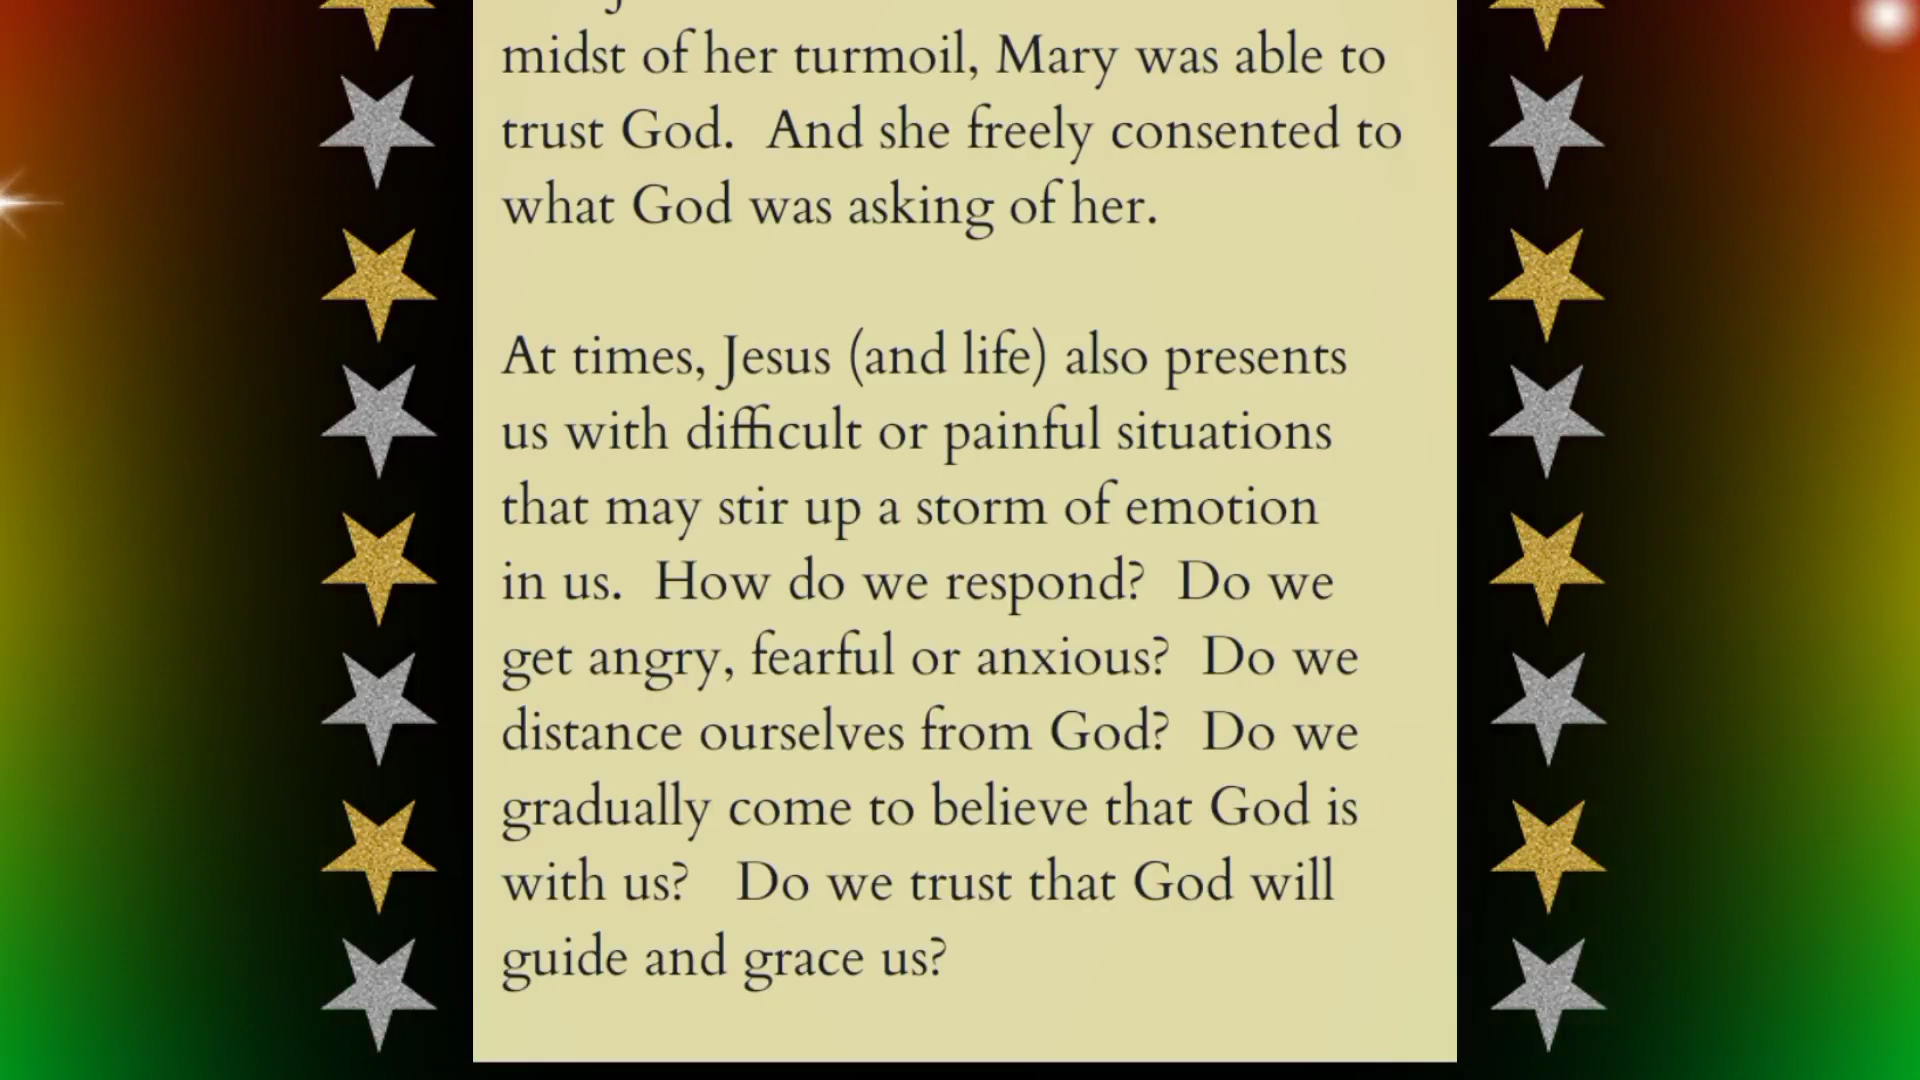 midst of her turmoil, Mary was able to
trust God.  And she freely consented to
what God was asking of her.
At times, Jesus (and life) also presents
us with difficult or painful situations
that may stir up a storm of emotion
in us.  How do we respond?  Do we
get angry, fearful or anxious?  Do we
distance ourselves from God?  Do we
gradually come to believe that God is
with us?   Do we trust that God will
guide and grace us?